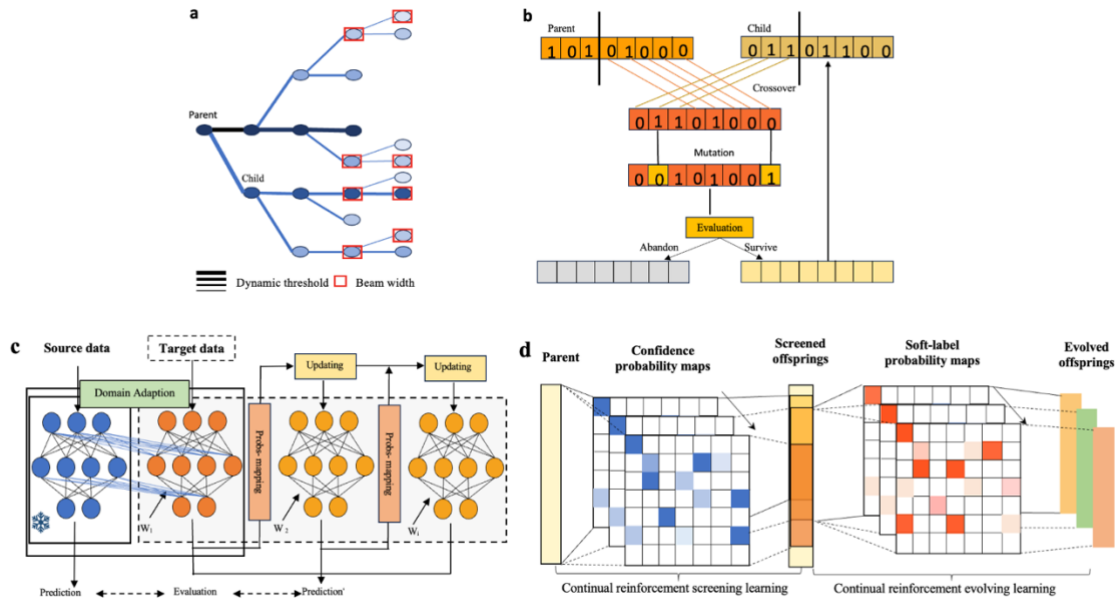 a
Parent
Child
Dynamic threshold
Beam width
b
Parent
Child
1 0 1 0 1 0 0 0
0 1 1 0 1 1 0 0
Crossover
0 1 1 0 1 0 0 0
Mutation
0 0 1 0 1 0 0 1
Evaluation
Abandon
Survive
c
Source data
Target data
Updating
Updating
Domain Adaption
Probs- mapping
Probs- mapping
W1
W2
Wi
Prediction
Evaluation
Prediction'
d
Parent
Confidence
probability maps
Screened
offsprings
Soft-label
probability maps
Evolved
offsprings
Continual reinforcement screening learning
Continual reinforcement evolving learning